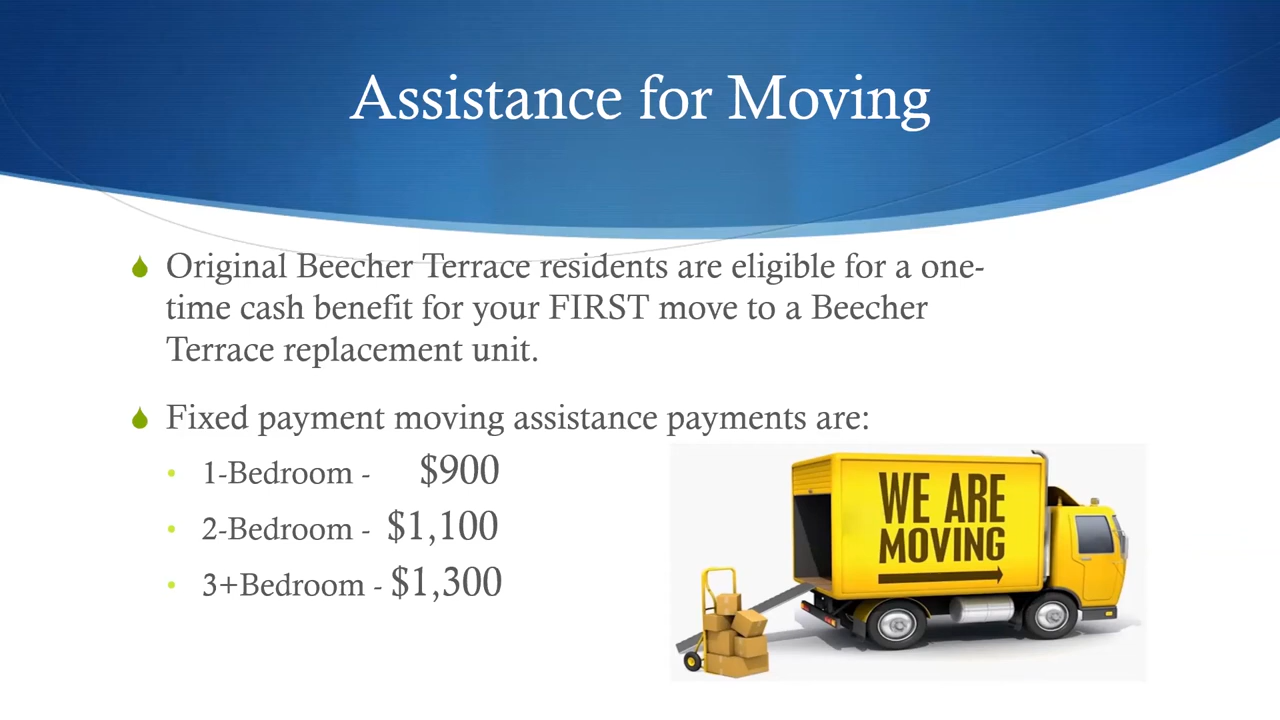 Assistance for Moving
Original Beecher Terrace residents are eligible for a one-
time cash benefit for your FIRST move to a Beecher
Terrace replacement unit.
Fixed payment moving assistance payments are:
1-Bedroom - $900
2-Bedroom - $1,100
3+Bedroom - $1,300
WE ARE
MOVING